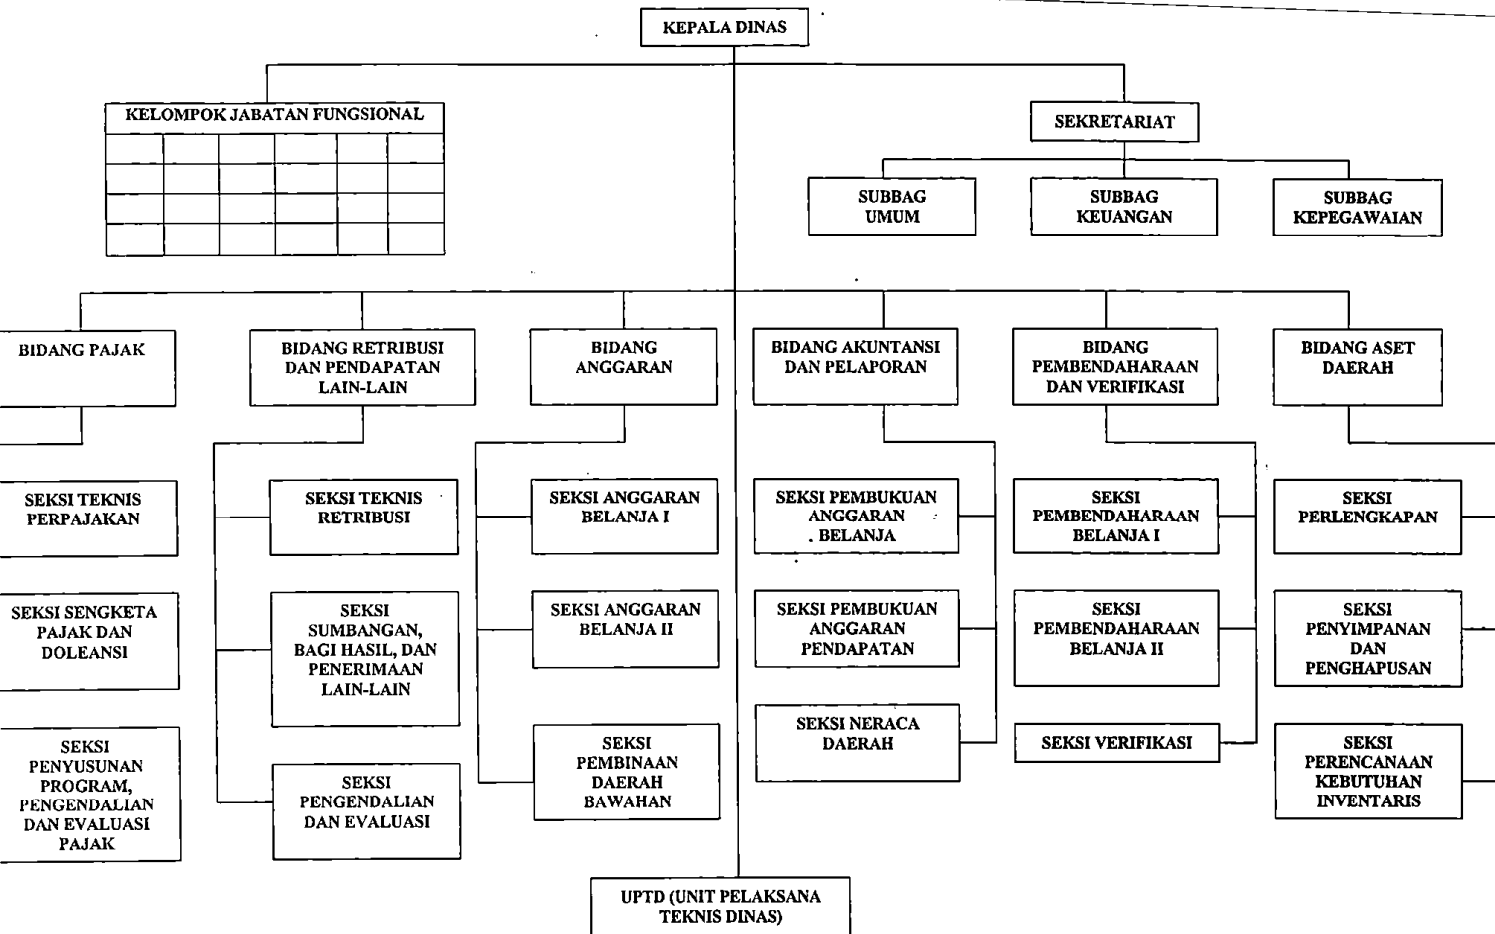 KEPALA DINAS
KELOMPOK JABATAN FUNGSIONAL
SEKRETARIAT
SUBBAG
UMUM
SUBBAG
KEUANGAN
SUBBAG
KEPEGAWAIAN
BIDANG PAJAK
BIDANG RETRIBUSI
DAN PENDAPATAN
LAIN-LAIN
BIDANG
ANGGARAN
BIDANG AKUNTANSI
DAN PELAPORAN
BIDANG
PEMBENDAHARAAN
DAN VERIFIKASI
BIDANG ASET
DAERAH
SEKSI TEKNIS
PERPAJAKAN
SEKSI TEKNIS
RETRIBUSI
SEKSI ANGGARAN
BELANJA I
SEKSI PEMBUKUAN
ANGGARAN
BELANJA
SEKSI
PEMBENDAHARAAN
BELANJA I
SEKSI
PERLENGKAPAN
SEKSI SENGKETA
PAJAK DAN
DOLEANSI
SEKSI
SUMBANGAN,
BAGI HASIL, DAN
PENERIMAAN
LAIN-LAIN
SEKSI ANGGARAN
BELANJA II
SEKSI PEMBUKUAN
ANGGARAN
PENDAPATAN
SEKSI
PEMBENDAHARAAN
BELANJA II
SEKSI
PENYIMPANAN
DAN
PENGHAPUSAN
SEKSI
PENYUSUNAN
PROGRAM,
PENGENDALIAN
DAN EVALUASI
PAJAK
SEKSI
PENGENDALIAN
DAN EVALUASI
SEKSI
PEMBINAAN
DAERAH
BAWAHAN
SEKSI NERACA
DAERAH
SEKSI VERIFIKASI
SEKSI
PERENCANAAN
KEBUTUHAN
INVENTARIS
UPTD (UNIT PELAKSANA
TEKNIS DINAS)